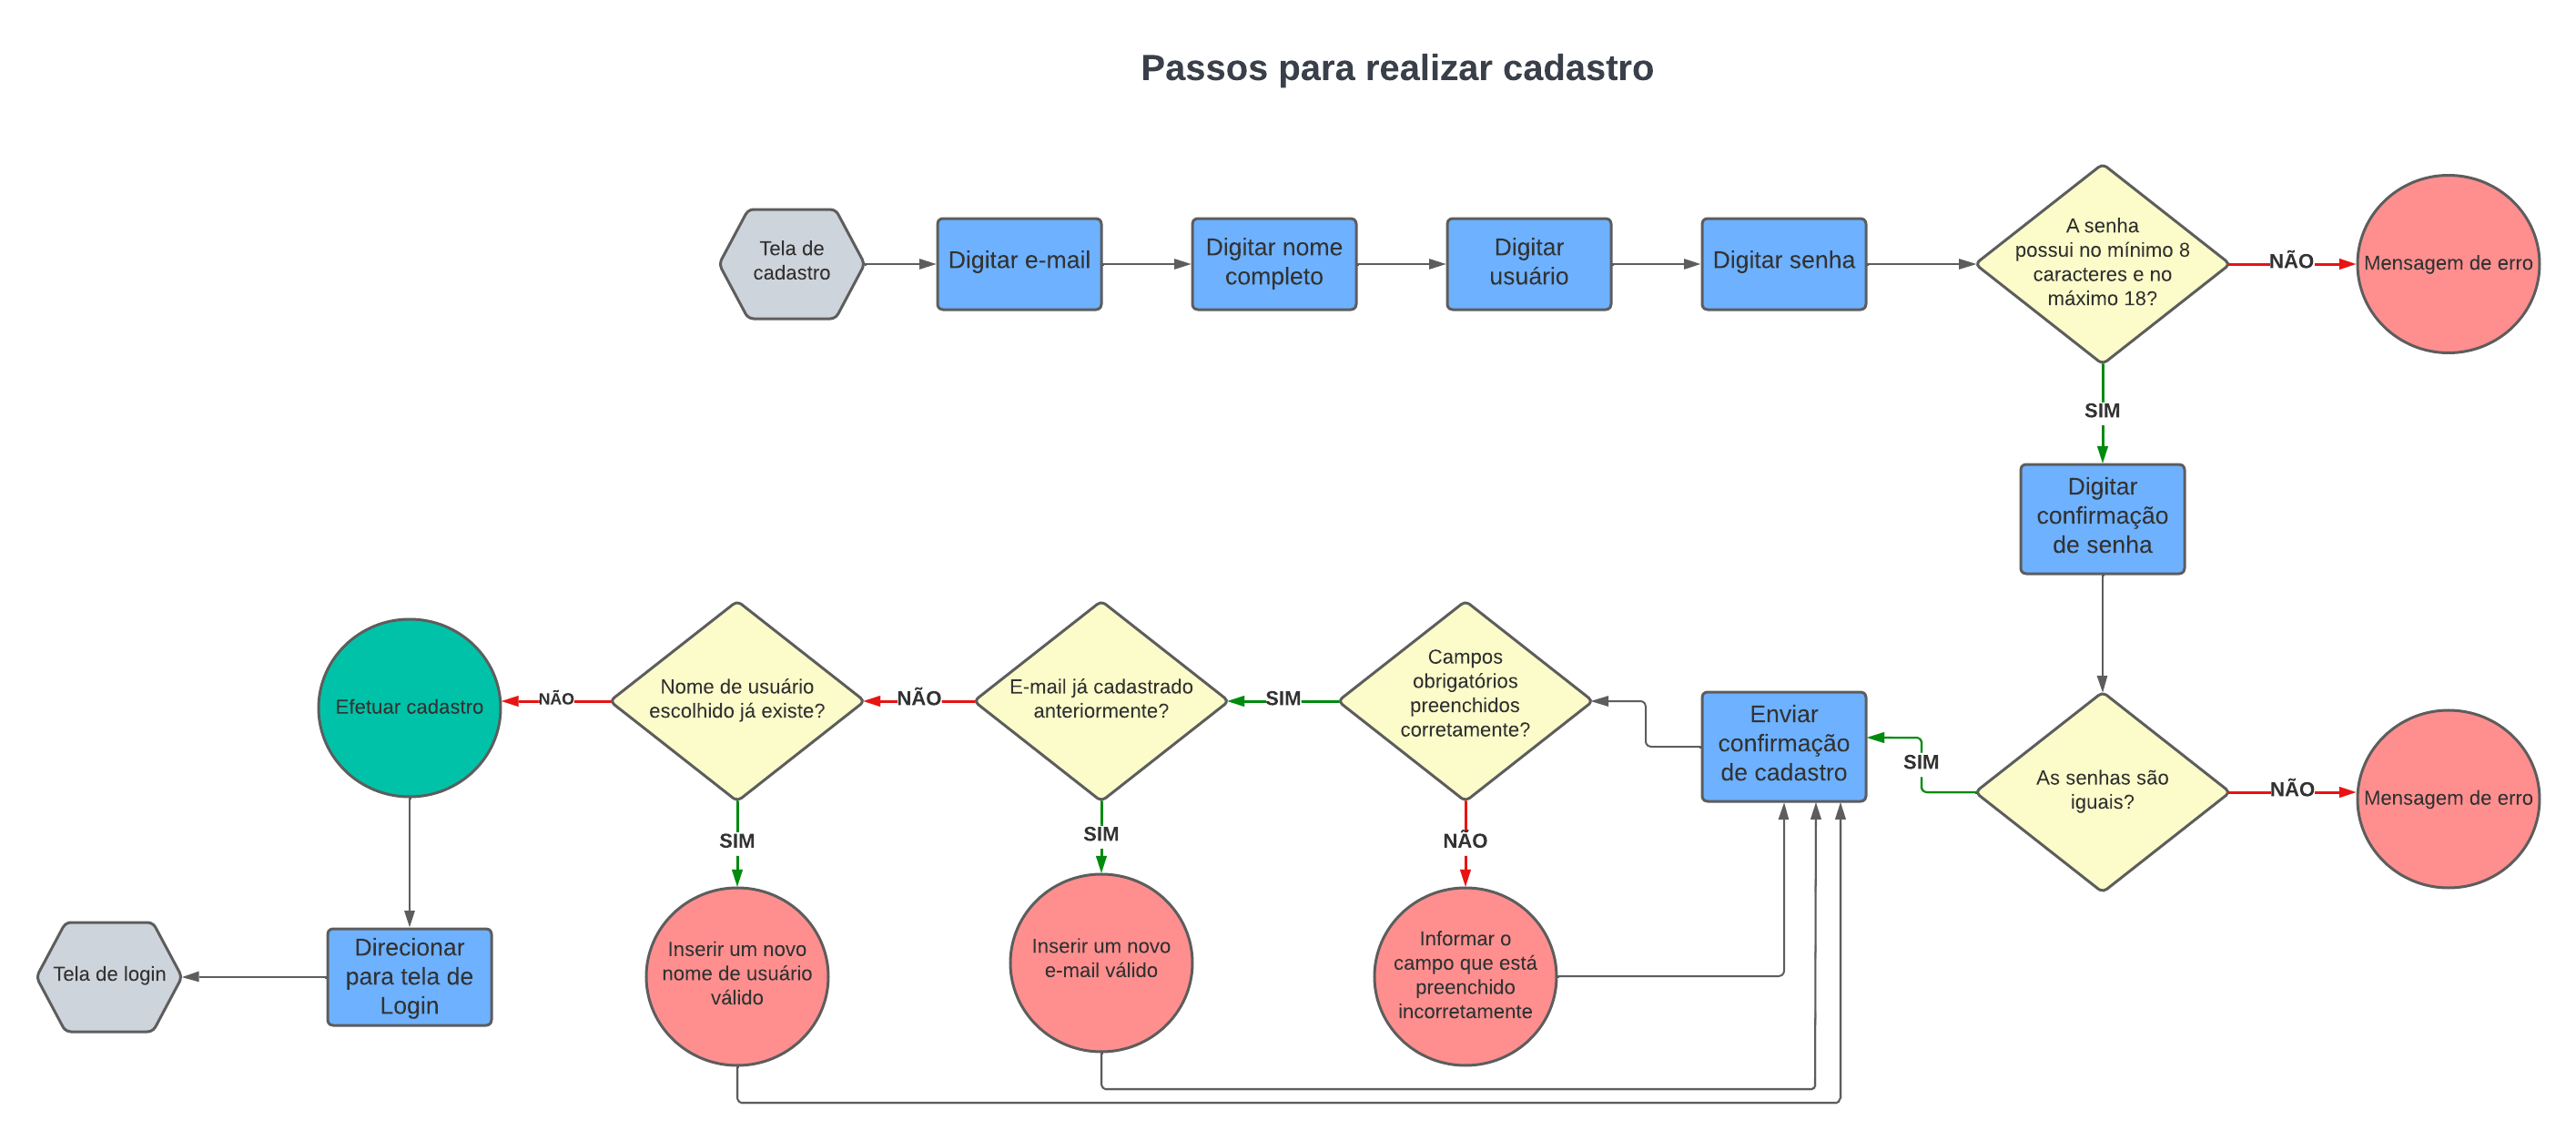 Passos para realizar cadastro
Tela de
cadastro
Digitar e-mail
Digitar nome
completo
Digitar
usuário
Digitar senha
A senha
possui no mínimo 8
caracteres e no
máximo 18?
NÃO
Mensagem de erro
SIM
Digitar
confirmação
de senha
As senhas são
iguais?
NÃO
Mensagem de erro
SIM
Enviar
confirmação
de cadastro
Campos
obrigatórios
preenchidos
corretamente?
NÃO
Informar o
campo que está
preenchido
incorretamente
SIM
E-mail já cadastrado
anteriormente?
SIM
Inserir um novo
e-mail válido
NÃO
Nome de usuário
escolhido já existe?
SIM
Inserir um novo
nome de usuário
válido
NÃO
Efetuar cadastro
Direcionar
para tela de
Login
Tela de login